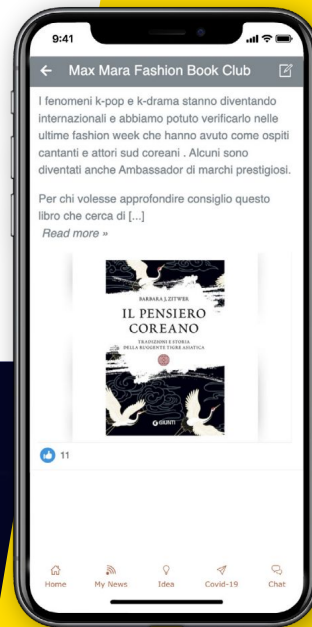 9:41
Max Mara Fashion Book Club
I fenomeni k-pop e k-drama stanno diventando
internazionali e abbiamo potuto verificarlo nelle
ultime fashion week che hanno avuto come ospiti
cantanti e attori sud coreani . Alcuni sono
diventati anche Ambassador di marchi prestigiosi.
Per chi volesse approfondire consiglio questo
libro che cerca di [...]
Read more »
BARBARA J. ZITWER
IL PENSIERO
COREANO
TRADIZIONI E STORIA
DELLA RUGGENTE TIGRE ASIATICA
GIUNTI
11
Home
My News
Idea
Covid-19
Chat